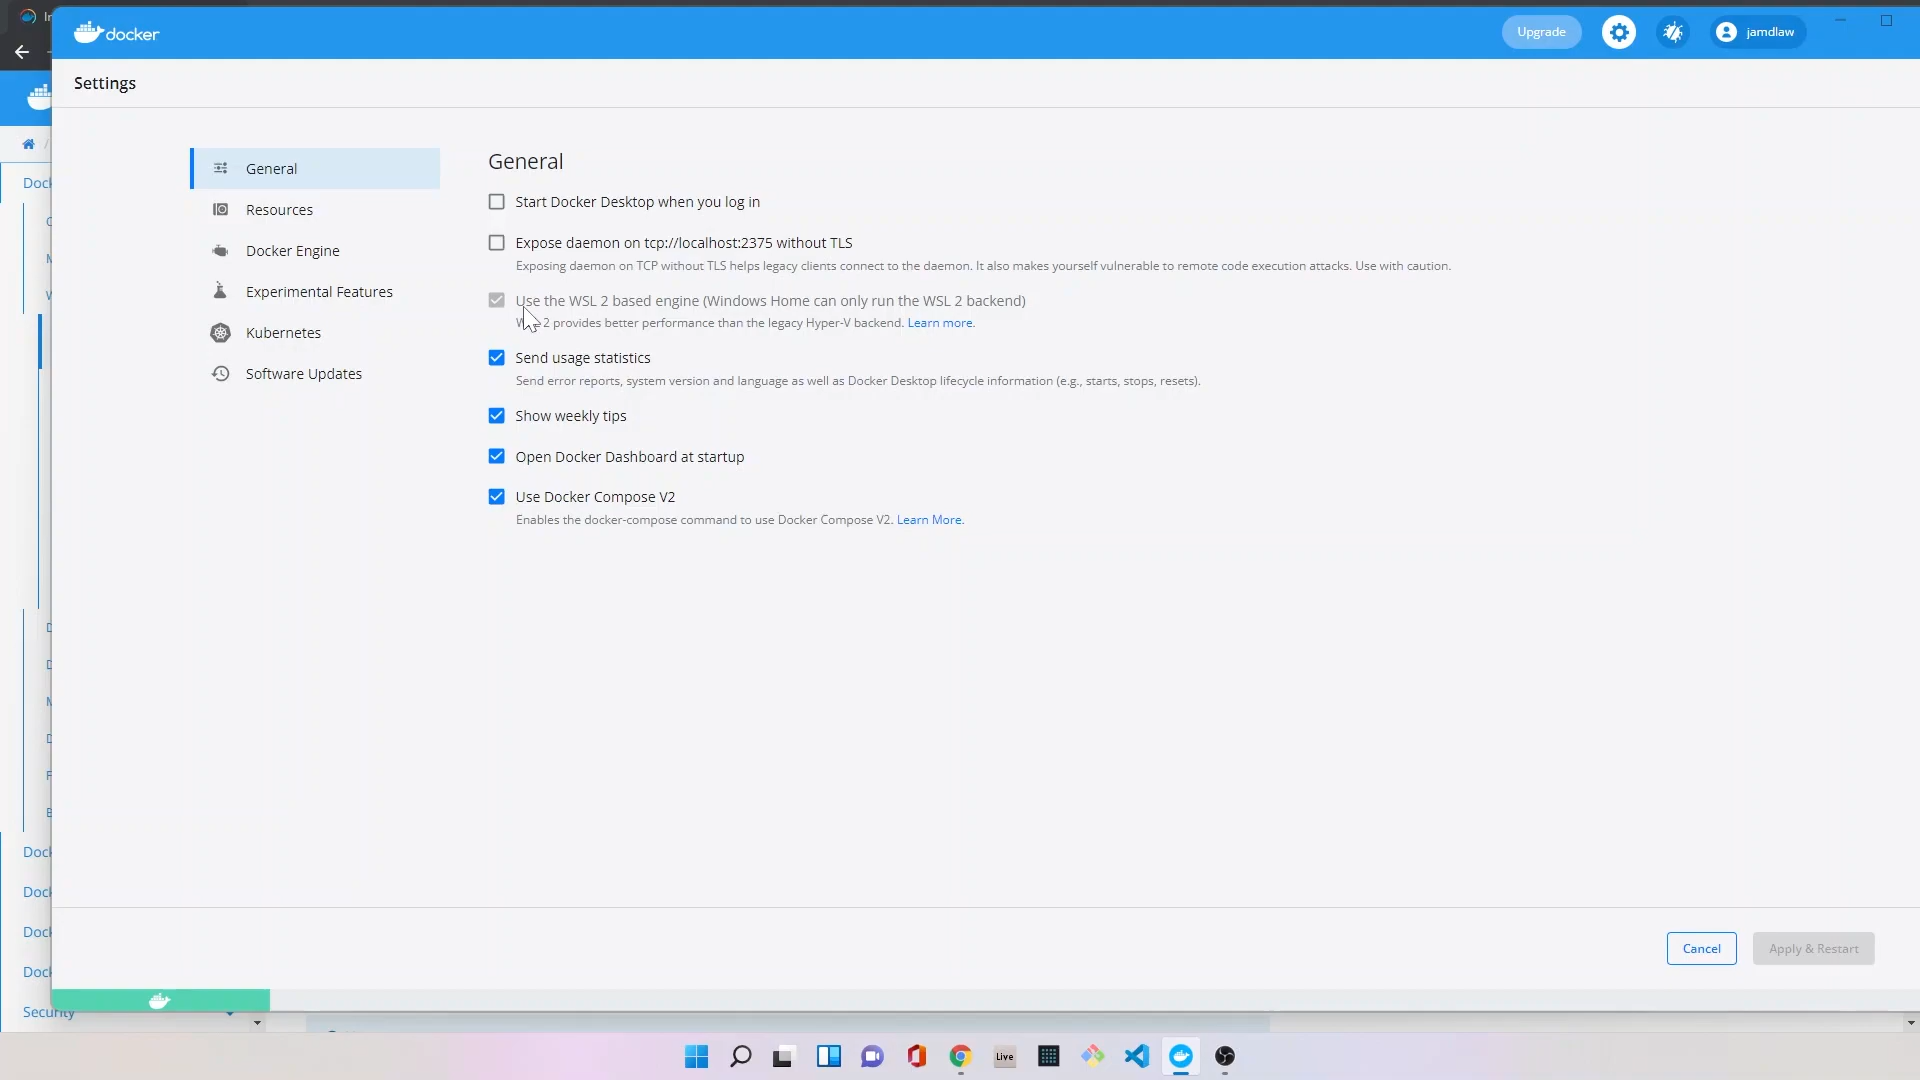 docker
Upgrade
jamdlaw
Settings
General
Resources
Docker Engine
Experimental Features
Kubernetes
Software Updates
General
Start Docker Desktop when you log in
Expose daemon on tcp://localhost:2375 without TLS
Exposing daemon on TCP without TLS helps legacy clients connect to the daemon. It also makes yourself vulnerable to remote code execution attacks. Use with caution.
Use the WSL 2 based engine (Windows Home can only run the WSL 2 backend)
2 provides better performance than the legacy Hyper-V backend. Learn more.
Send usage statistics
Send error reports, system version and language as well as Docker Desktop lifecycle information (e.g., starts, stops, resets).
Show weekly tips
Open Docker Dashboard at startup
Use Docker Compose V2
Enables the docker-compose command to use Docker Compose V2. Learn More.
Cancel
Apply & Restart
Security
Live